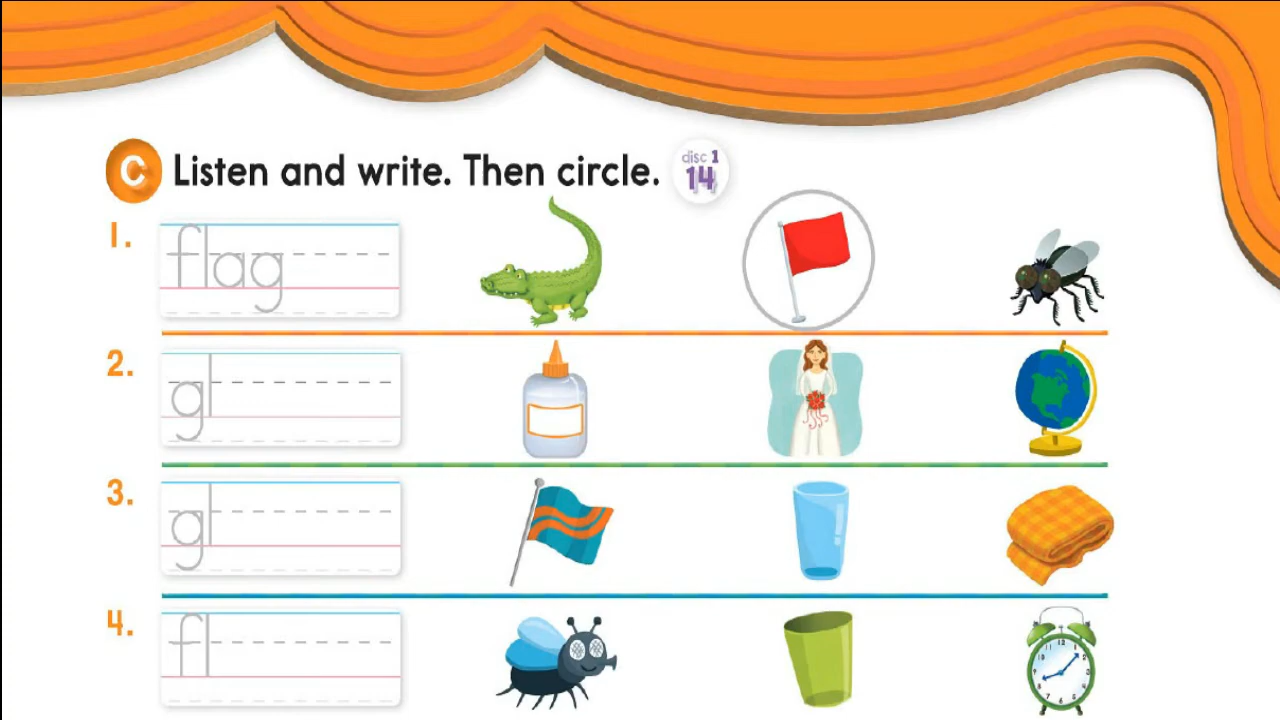 C Listen and write. Then circle. disc 1 14
1. flag
2. gl
3. gl
4. fl